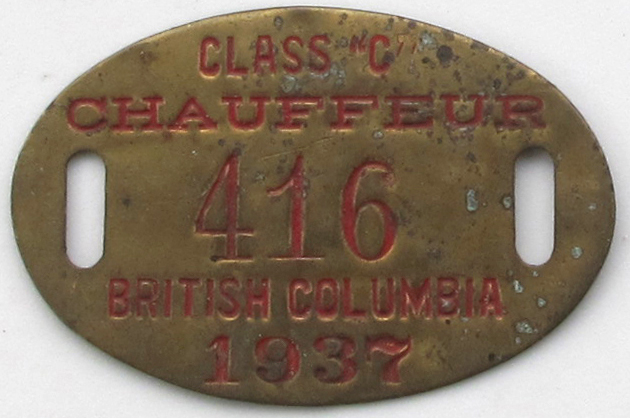 CLASS "C"
CHAUFFEUR
416
BRITISH COLUMBIA
1937